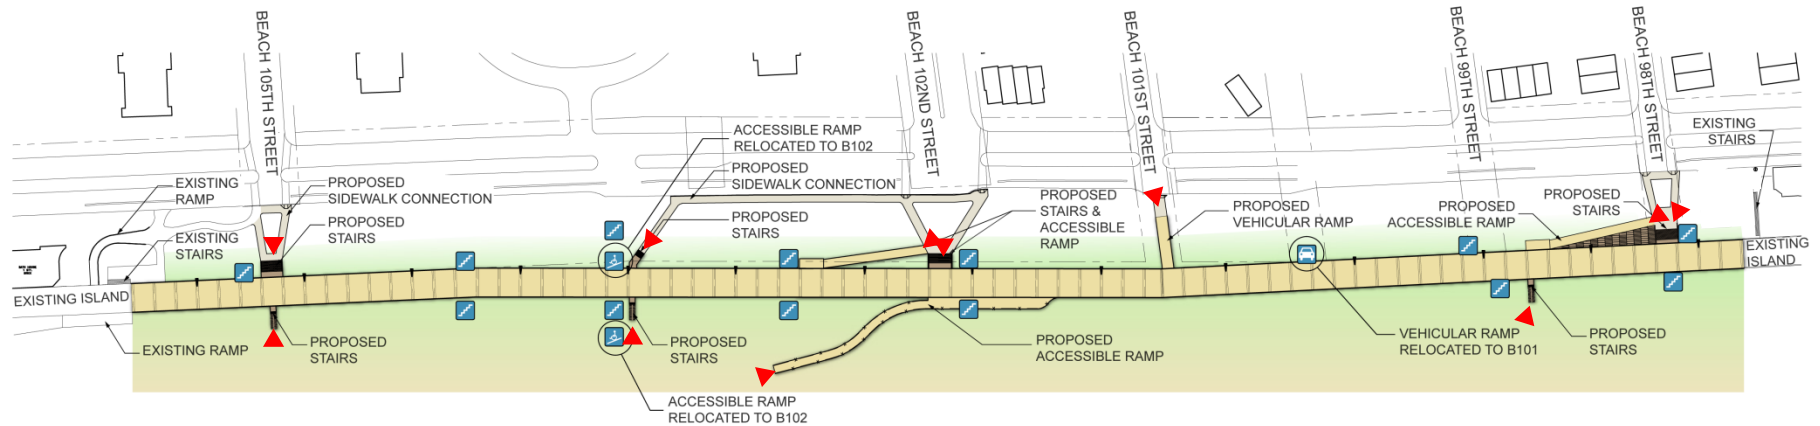 BEACH 105TH STREET
BEACH 102ND STREET
BEACH 101ST STREET
BEACH 99TH STREET
BEACH 98TH STREET
EXISTING
STAIRS
ACCESSIBLE RAMP
RELOCATED TO B102
PROPOSED
SIDEWALK CONNECTION
EXISTING
RAMP
PROPOSED
SIDEWALK CONNECTION
PROPOSED
STAIRS
EXISTING
STAIRS
PROPOSED
STAIRS
PROPOSED
STAIRS &
ACCESSIBLE
RAMP
PROPOSED
VEHICULAR RAMP
PROPOSED
ACCESSIBLE RAMP
PROPOSED
STAIRS
EXISTING
ISLAND
EXISTING ISLAND
EXISTING RAMP
PROPOSED
STAIRS
PROPOSED
STAIRS
PROPOSED
ACCESSIBLE RAMP
VEHICULAR RAMP
RELOCATED TO B101
PROPOSED
STAIRS
ACCESSIBLE RAMP
RELOCATED TO B102